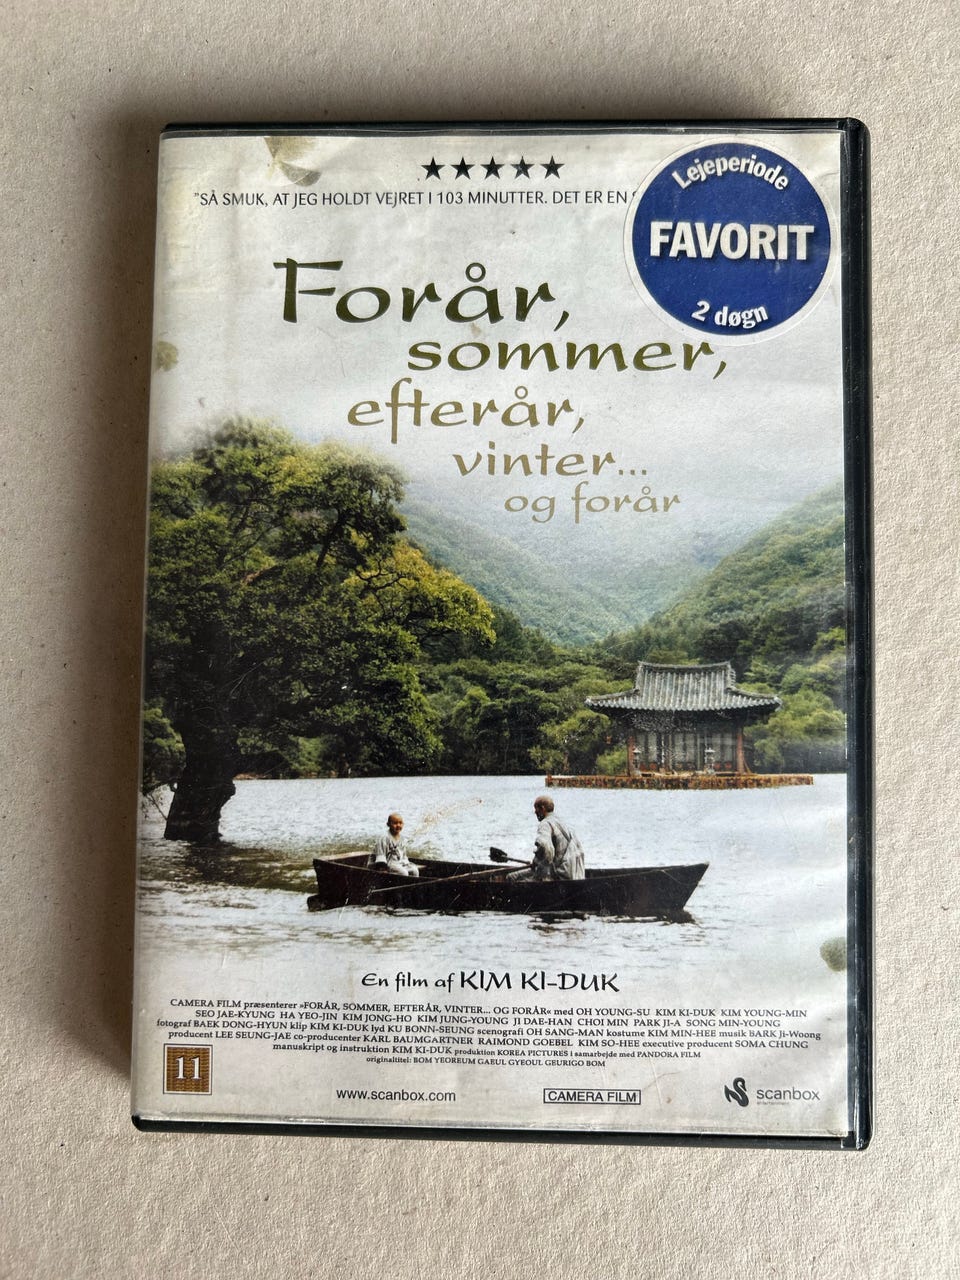 ★★★★★
"SÅ SMUK, AT JEG HOLDT VEJRET I 103 MINUTTER. DET ER EN
Lejeperiode
FAVORIT
2 døgn
Forår,
sommer,
efterår,
vinter...
og forår
En film af KIM KI-DUK
CAMERA FILM præsenterer »FORÅR, SOMMER, EFTERÅR, VINTER... OG FORÅR« med OH YOUNG-SU KIM KI-DUK KIM YOUNG-MIN
SEO JAE-KYUNG HA YEO-JIN KIM JONG-HO KIM JUNG-YOUNG JI DAE-HAN CHOI MIN PARK JI-A SONG MIN-YOUNG
fotograf BAEK DONG-HYUN klip KIM KI-DUK lyd KU BONN-SEUNG scenografi OH SANG-MAN kostume KIM MIN-HEE musik BARK Ji-Woong
producent LEE SEUNG-JAE co-producenter KARL BAUMGARTNER RAIMOND GOEBEL KIM SO-HEE executive producent SOMA CHUNG
manuskript og instruktion KIM KI-DUK produktion KOREA PICTURES i samarbejde med PANDORA FILM
originaltitel: BOM YEOREUM GAEUL GYEOUL GEURIGO BOM
11
www.scanbox.com
CAMERA FILM
scanbox
entertainment